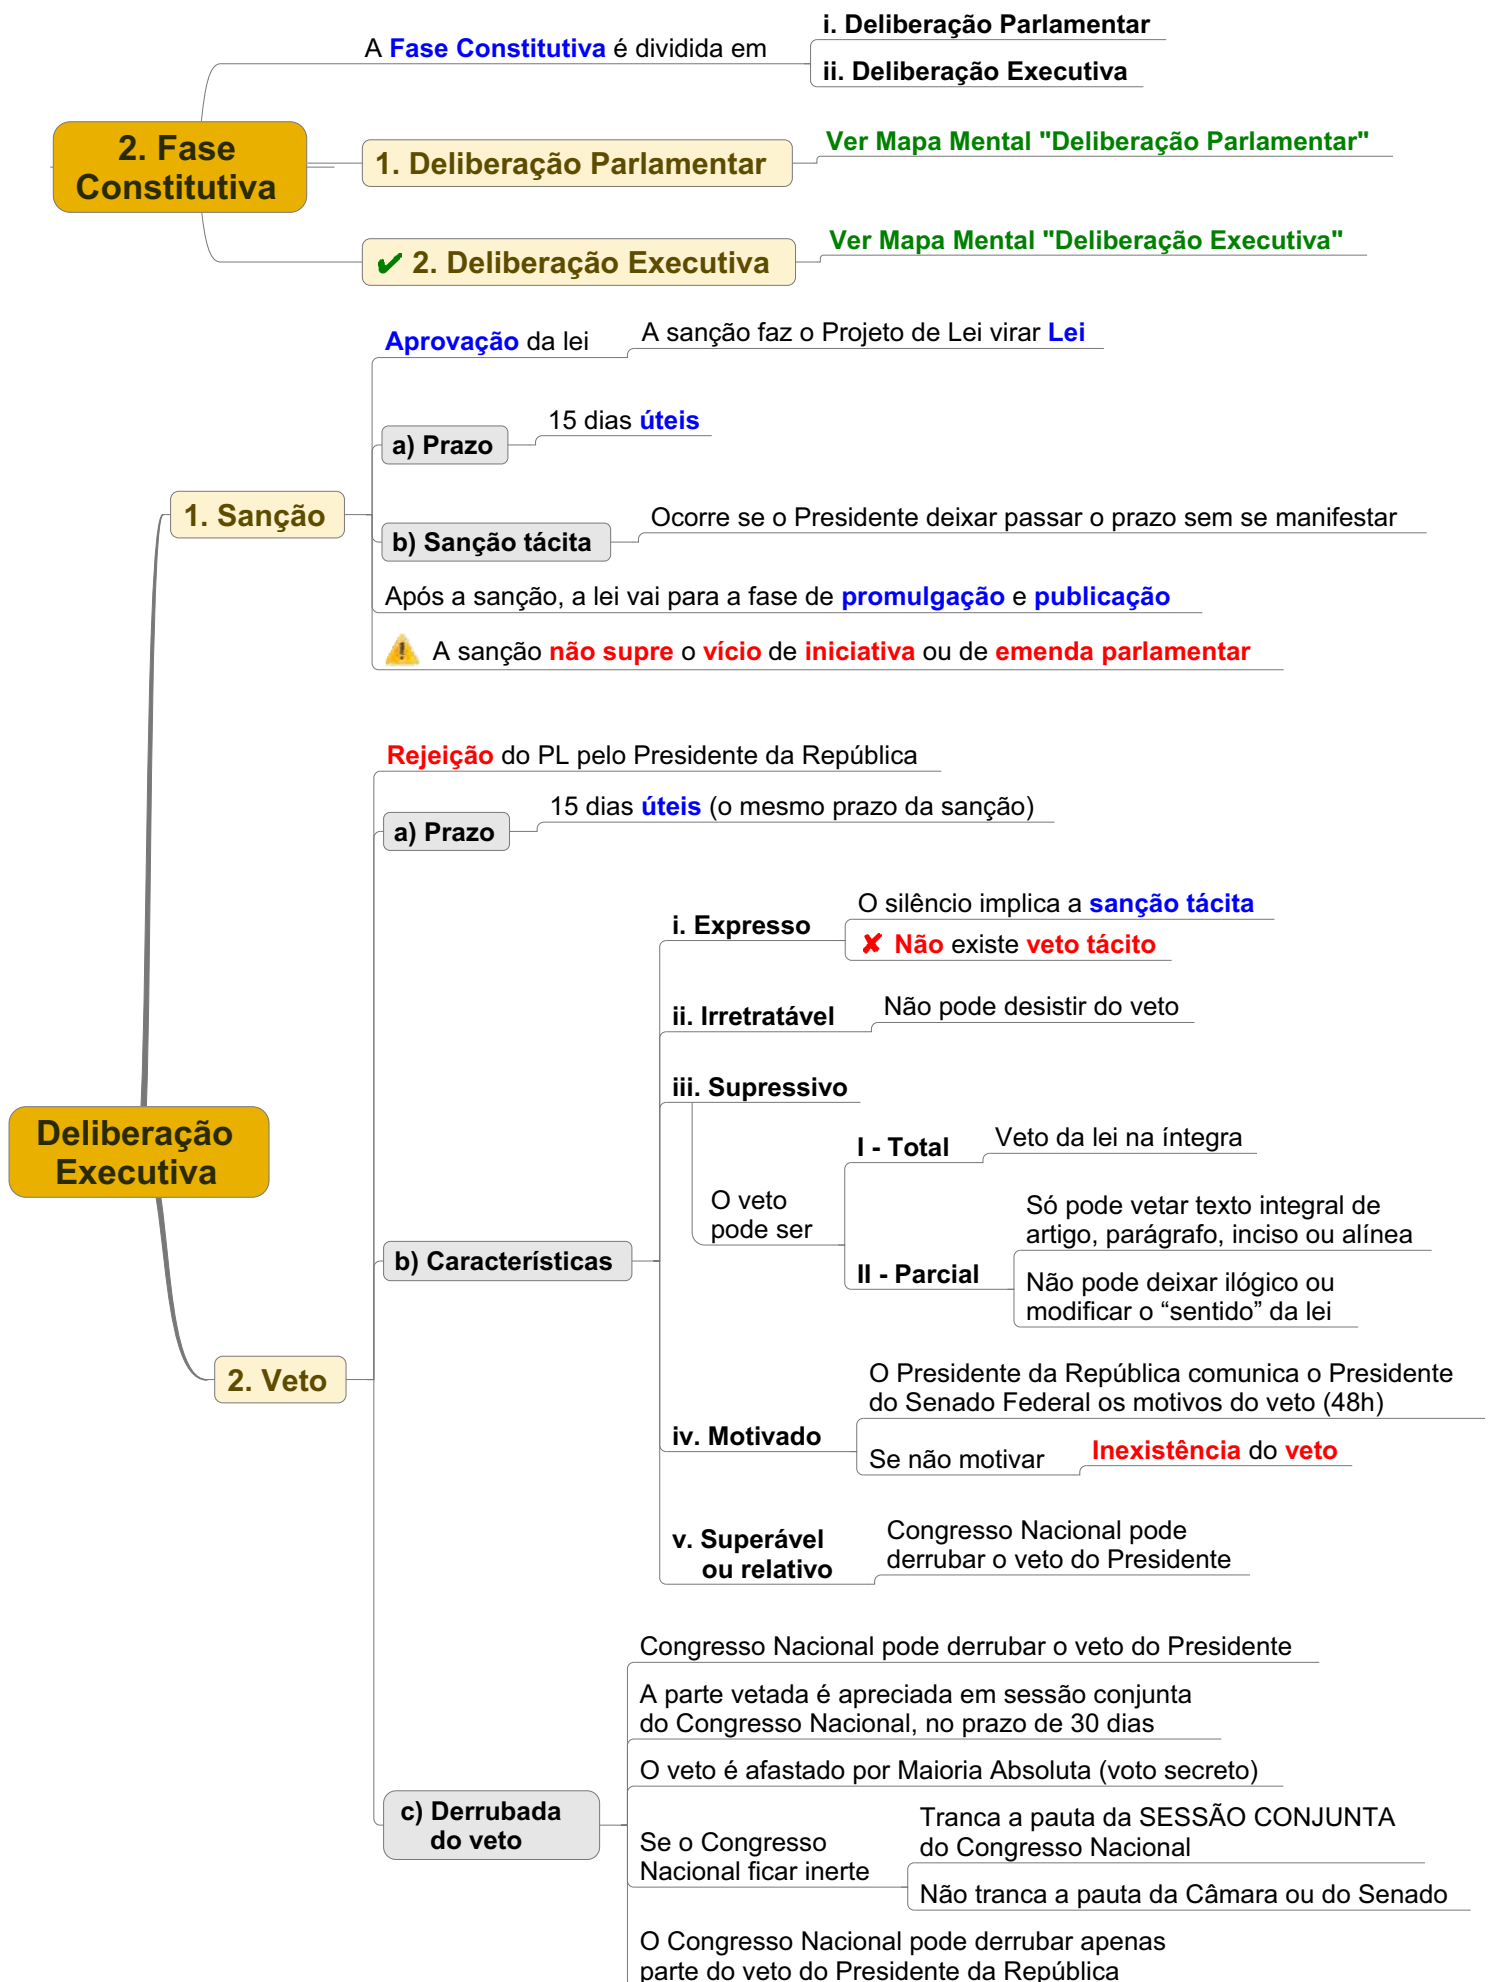 A Fase Constitutiva é dividida em
i. Deliberação Parlamentar
ii. Deliberação Executiva
2. Fase
Constitutiva
1. Deliberação Parlamentar
Ver Mapa Mental "Deliberação Parlamentar"
✔ 2. Deliberação Executiva
Ver Mapa Mental "Deliberação Executiva"
Deliberação
Executiva
1. Sanção
Aprovação da lei
A sanção faz o Projeto de Lei virar Lei
a) Prazo
15 dias úteis
b) Sanção tácita
Ocorre se o Presidente deixar passar o prazo sem se manifestar
Após a sanção, a lei vai para a fase de promulgação e publicação
A sanção não supre o vício de iniciativa ou de emenda parlamentar
2. Veto
Rejeição do PL pelo Presidente da República
a) Prazo
15 dias úteis (o mesmo prazo da sanção)
b) Características
i. Expresso
O silêncio implica a sanção tácita
✘ Não existe veto tácito
ii. Irretratável
Não pode desistir do veto
iii. Supressivo
O veto
pode ser
I - Total
Veto da lei na íntegra
II - Parcial
Só pode vetar texto integral de
artigo, parágrafo, inciso ou alínea
Não pode deixar ilógico ou
modificar o “sentido” da lei
iv. Motivado
O Presidente da República comunica o Presidente
do Senado Federal os motivos do veto (48h)
Se não motivar
Inexistência do veto
v. Superável
ou relativo
Congresso Nacional pode
derrubar o veto do Presidente
c) Derrubada
do veto
Congresso Nacional pode derrubar o veto do Presidente
A parte vetada é apreciada em sessão conjunta
do Congresso Nacional, no prazo de 30 dias
O veto é afastado por Maioria Absoluta (voto secreto)
Se o Congresso
Nacional ficar inerte
Tranca a pauta da SESSÃO CONJUNTA
do Congresso Nacional
Não tranca a pauta da Câmara ou do Senado
O Congresso Nacional pode derrubar apenas
parte do veto do Presidente da República